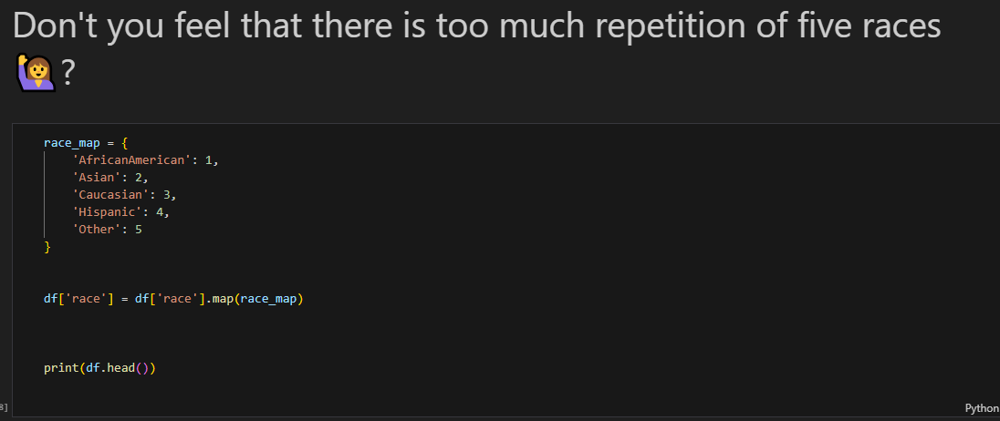 Don't you feel that there is too much repetition of five races
🙋‍♀️?
race_map = {
    'AfricanAmerican': 1,
    'Asian': 2,
    'Caucasian': 3,
    'Hispanic': 4,
    'Other': 5
}
df['race'] = df['race'].map(race_map)
print(df.head())
8]
Python